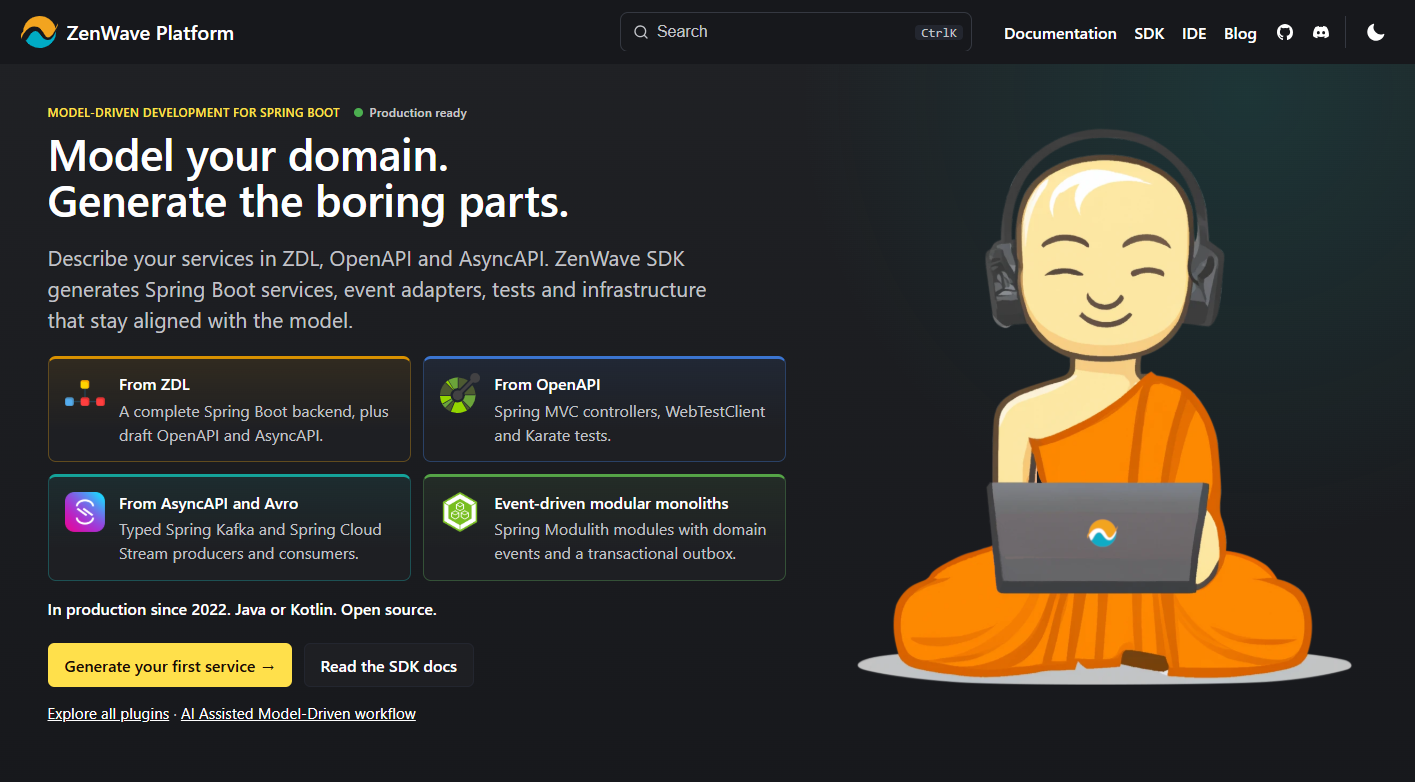 ZenWave Platform
Search
CtrlK
Documentation
SDK
IDE
Blog
MODEL-DRIVEN DEVELOPMENT FOR SPRING BOOT
Production ready
Model your domain.
Generate the boring parts.
Describe your services in ZDL, OpenAPI and AsyncAPI. ZenWave SDK
generates Spring Boot services, event adapters, tests and infrastructure
that stay aligned with the model.
From ZDL
A complete Spring Boot backend, plus
draft OpenAPI and AsyncAPI.
From OpenAPI
Spring MVC controllers, WebTestClient
and Karate tests.
From AsyncAPI and Avro
Typed Spring Kafka and Spring Cloud
Stream producers and consumers.
Event-driven modular monoliths
Spring Modulith modules with domain
events and a transactional outbox.
In production since 2022. Java or Kotlin. Open source.
Generate your first service →
Read the SDK docs
Explore all plugins · AI Assisted Model-Driven workflow